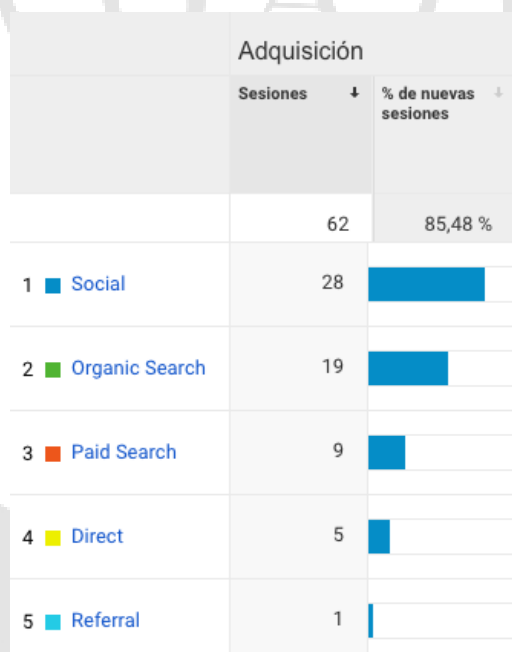 Adquisición
Sesiones
% de nuevas
sesiones
62 85,48 %
1 Social 28
2 Organic Search 19
3 Paid Search 9
4 Direct 5
5 Referral 1